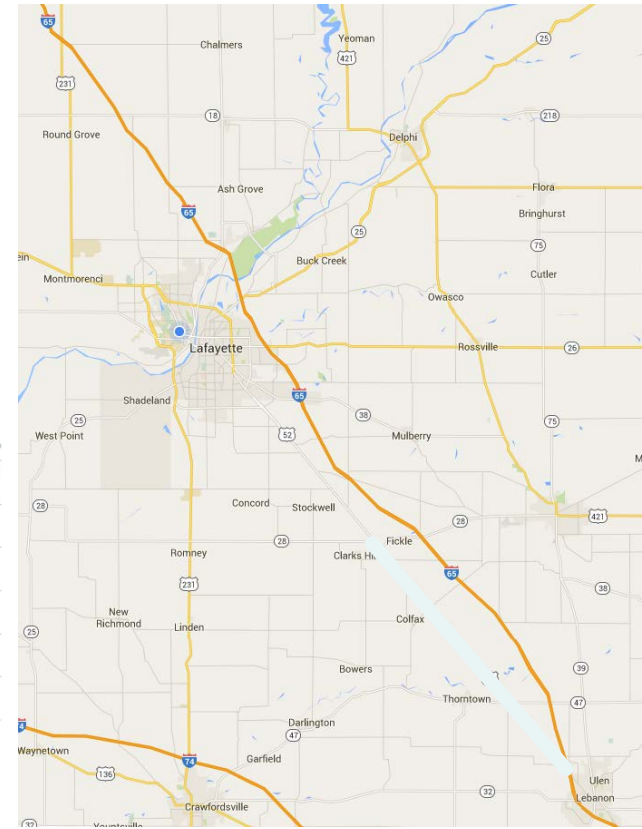 65
Chalmers
Yeoman
421
25
231
18
218
Round Grove
Delphi
Ash Grove
Flora
65
Bringhurst
25
75
Buck Creek
Cutler
Montmorenci
Owasco
Lafayette
Rossville
26
Shadeland
65
38
75
25
West Point
52
Mulberry
28
Concord
Stockwell
28
421
28
Fickle
Romney
Clarks Hi
65
231
38
New
Richmond
Colfax
25
Linden
Bowers
39
Thorntown
47
Darlington
47
Waynetown
74
Garfield
136
Ulen
32
Lebanon
Crawfordsville
32